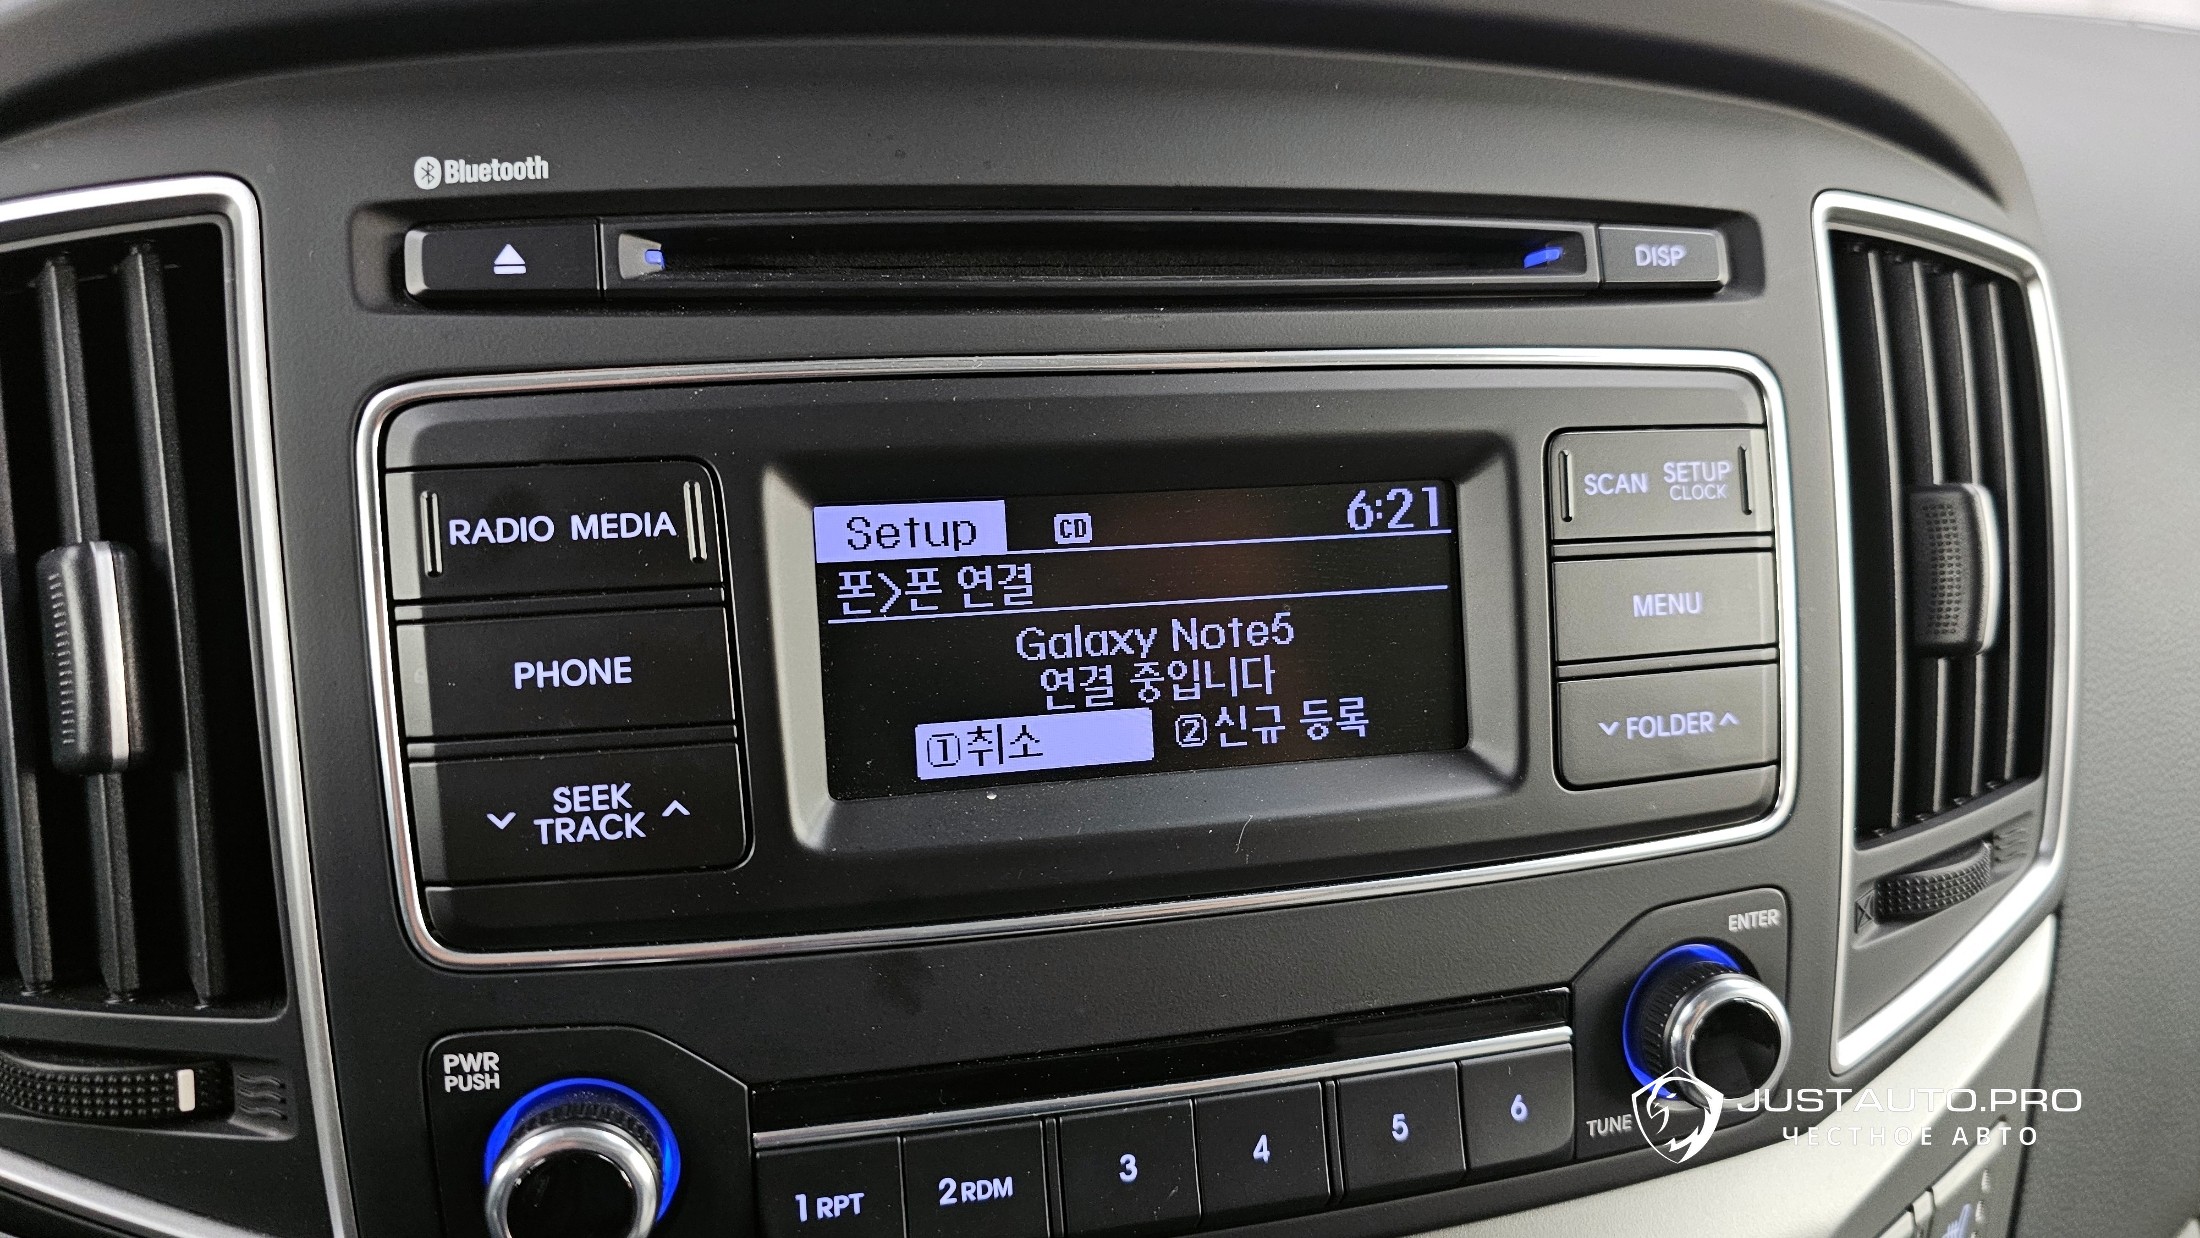 Bluetooth
DISP
RADIO MEDIA
PHONE
SEEK
TRACK
Setup CD 6:21
폰>폰 연결
Galaxy Note5
연결 중입니다
①취소 ②신규 등록
SCAN SETUP
CLOCK
MENU
FOLDER
ENTER
PWR
PUSH
1 RPT 2 RDM 3 4 5 6
TUNE
JUSTAUTO.PRO
ЧЕСТНОЕ АВТО